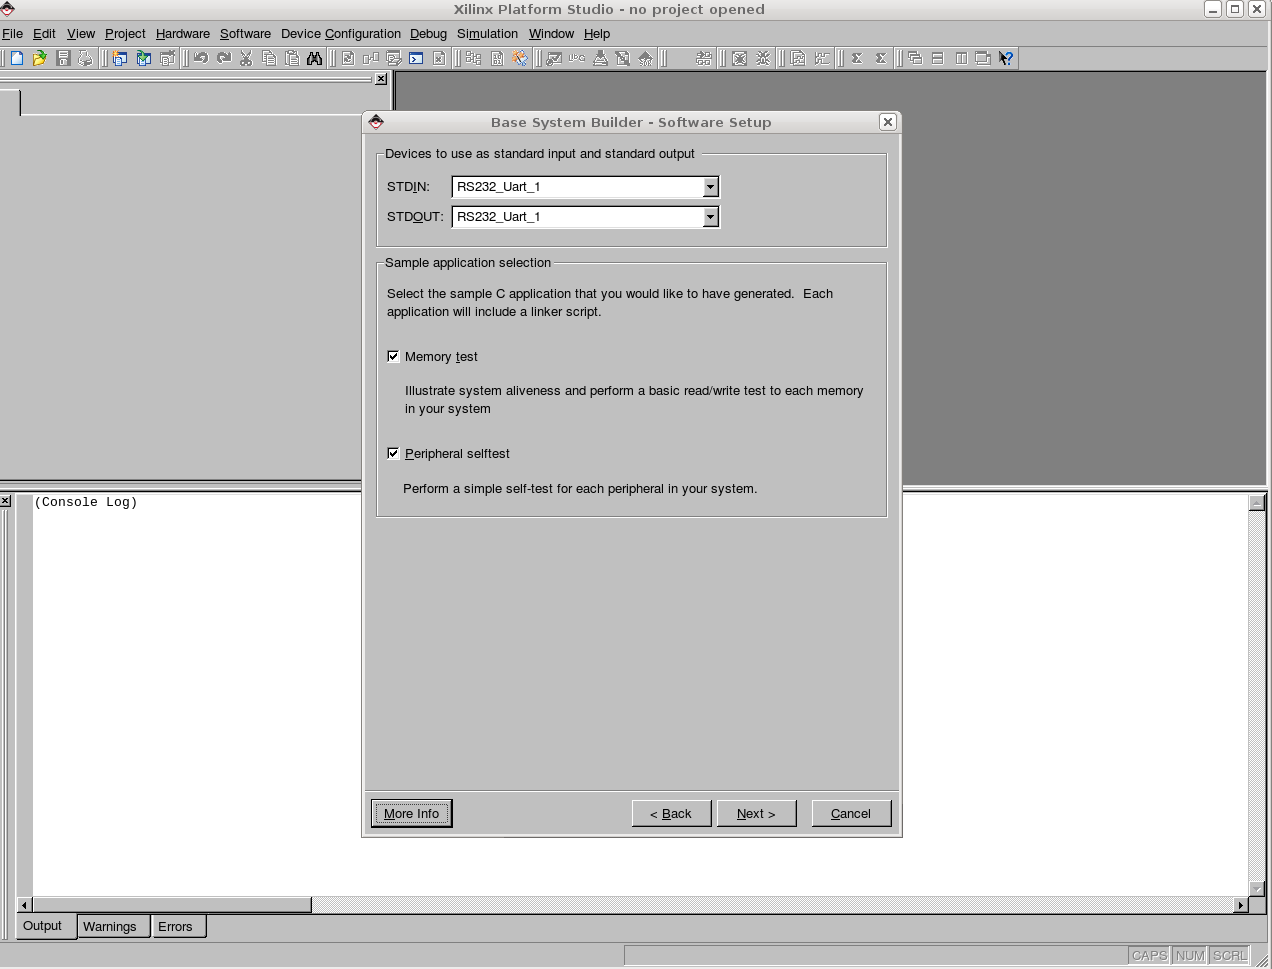 Xilinx Platform Studio - no project opened
File Edit View Project Hardware Software Device Configuration Debug Simulation Window Help
Base System Builder - Software Setup
Devices to use as standard input and standard output
STDIN: RS232_Uart_1
STDOUT: RS232_Uart_1
Sample application selection
Select the sample C application that you would like to have generated. Each
application will include a linker script.
Memory test
Illustrate system aliveness and perform a basic read/write test to each memory
in your system
Peripheral selftest
Perform a simple self-test for each peripheral in your system.
(Console Log)
More Info < Back Next > Cancel
Output Warnings Errors
CAPS NUM SCRL